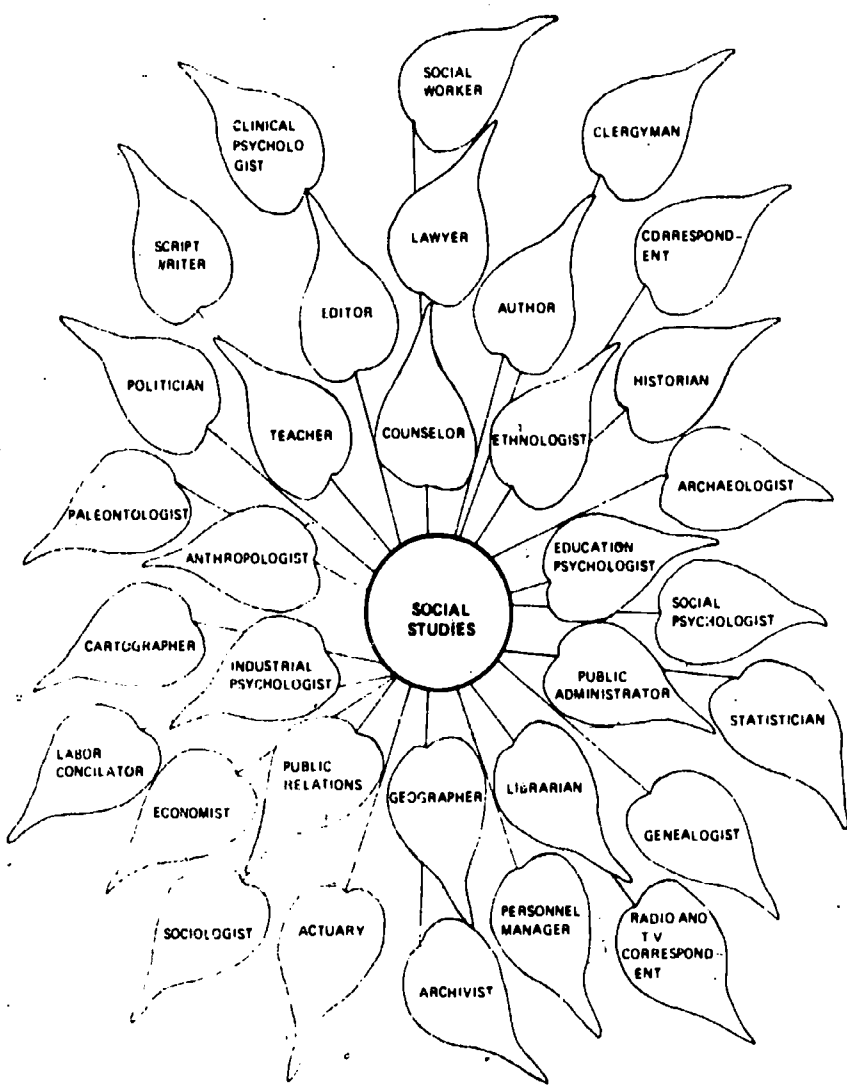 SOCIAL
WORKER
CLINICAL
PSYCHOLO
GIST
CLERGYMAN
LAWYER
SCRIPT
WRITER
CORRESPOND-
ENT
EDITOR
AUTHOR
POLITICIAN
HISTORIAN
TEACHER
COUNSELOR
ETHNOLOGIST
ARCHAEOLOGIST
PALEONTOLOGIST
ANTHROPOLOGIST
EDUCATION
PSYCHOLOGIST
SOCIAL
STUDIES
SOCIAL
PSYCHOLOGIST
CARTOGRAPHER
INDUSTRIAL
PSYCHOLOGIST
PUBLIC
ADMINISTRATOR
STATISTICIAN
LABOR
CONCILATOR
PUBLIC
RELATIONS
ECONOMIST
GEOGRAPHER
LIBRARIAN
GENEALOGIST
SOCIOLOGIST
ACTUARY
PERSONNEL
MANAGER
RADIO AND
TV
CORRESPOND-
ENT
ARCHIVIST